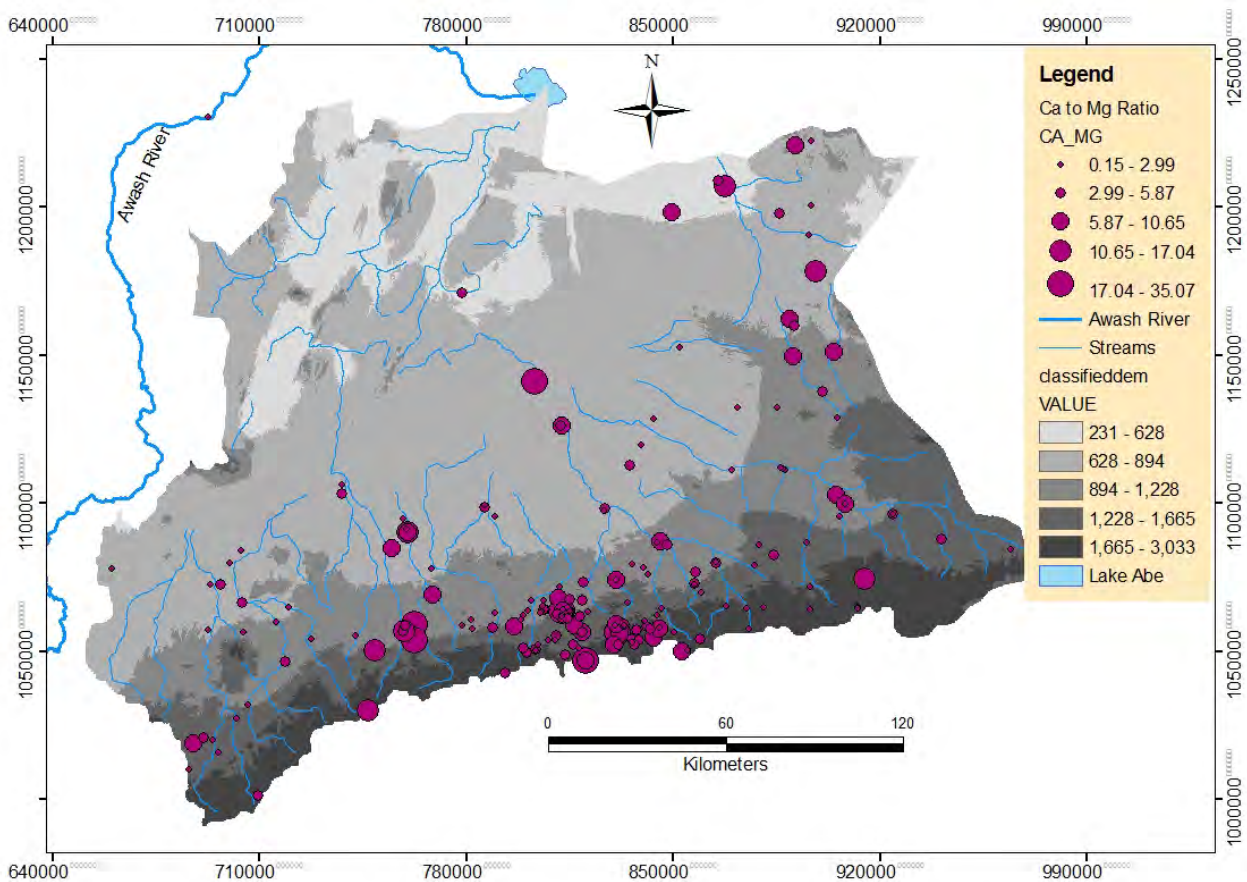 640000 710000 780000 850000 920000 990000
N
Legend
Ca to Mg Ratio
CA_MG
0.15 - 2.99
2.99 - 5.87
5.87 - 10.65
10.65 - 17.04
17.04 - 35.07
Awash River
Streams
classifieddem
VALUE
231 - 628
628 - 894
894 - 1,228
1,228 - 1,665
1,665 - 3,033
Lake Abe
Awash River
1200000
1150000
1100000
1050000
1250000
1200000
1150000
1100000
1050000
1000000
0 60 120
Kilometers
640000 710000 780000 850000 920000 990000